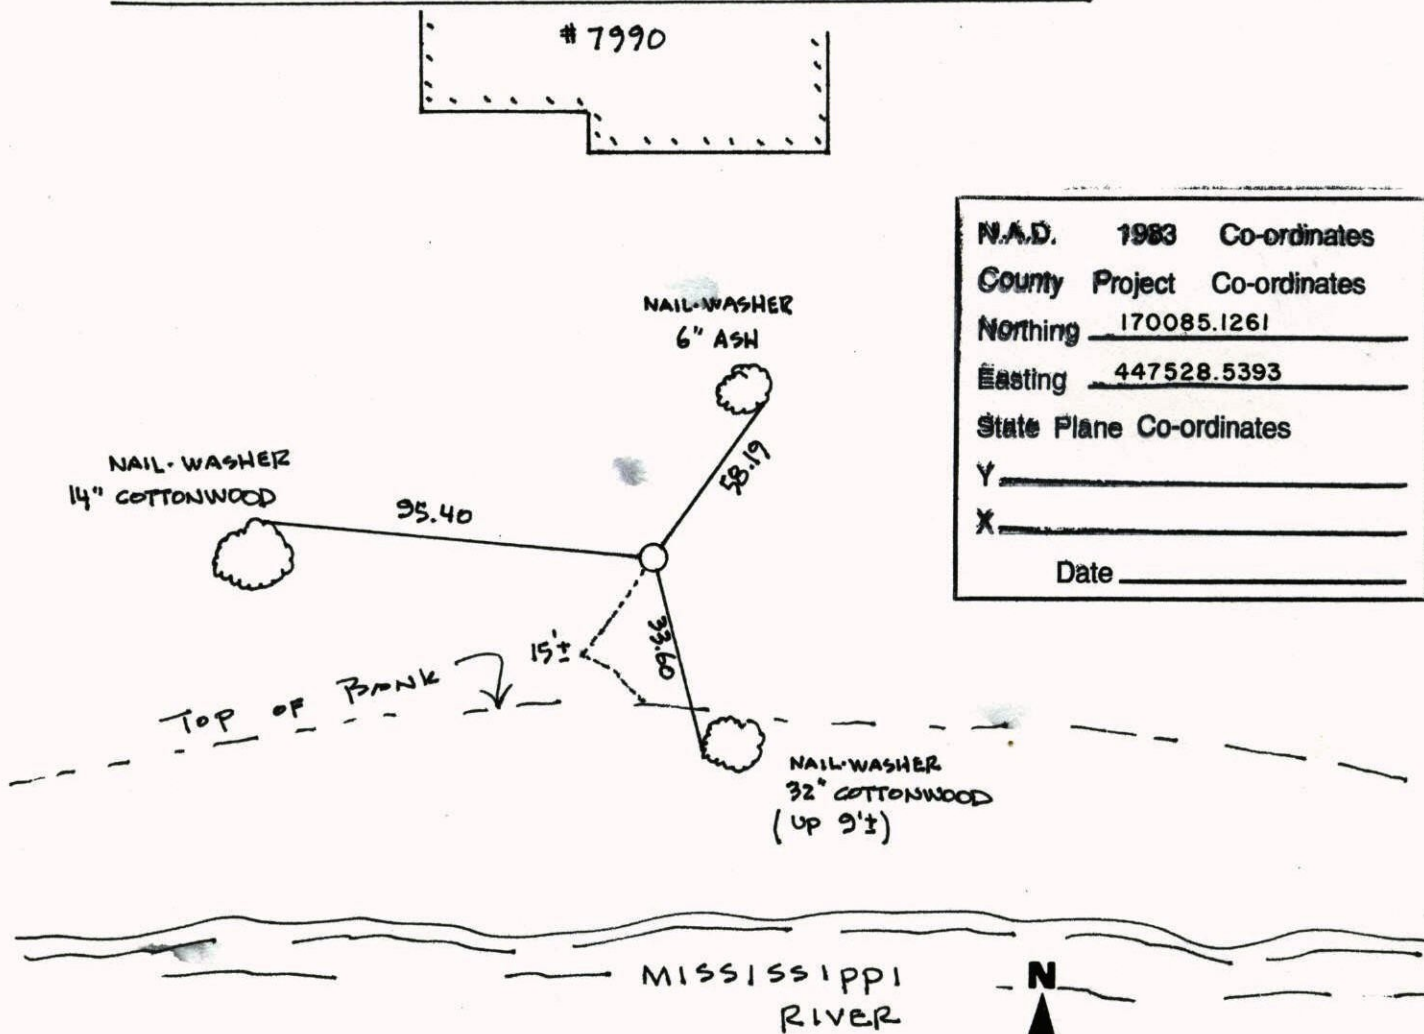 # 7990
N.A.D. 1983 Co-ordinates
County Project Co-ordinates
Northing 170085.1261
Easting 447528.5393
State Plane Co-ordinates
Y
X
Date
NAIL-WASHER
6" ASH
58.19
NAIL-WASHER
14" COTTONWOOD
95.40
33.60
15'±
TOP OF BANK
NAIL-WASHER
32" COTTONWOOD
(UP 9'±)
MISSISSIPPI
RIVER
N